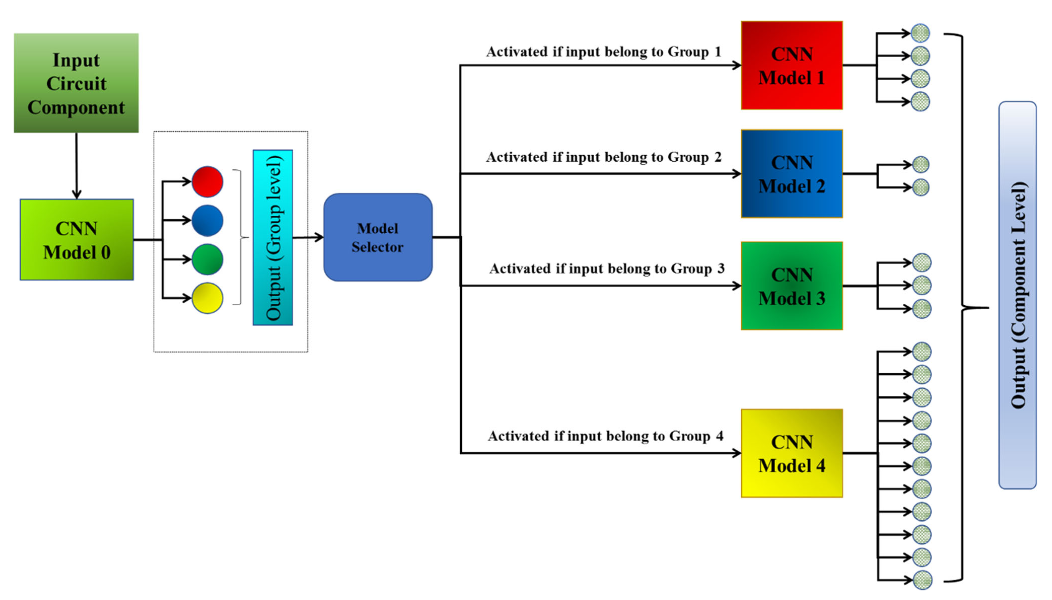 Input
Circuit
Component
CNN
Model 0
Output (Group level)
Model
Selector
Activated if input belong to Group 1
CNN
Model 1
Activated if input belong to Group 2
CNN
Model 2
Activated if input belong to Group 3
CNN
Model 3
Activated if input belong to Group 4
CNN
Model 4
Output (Component Level)